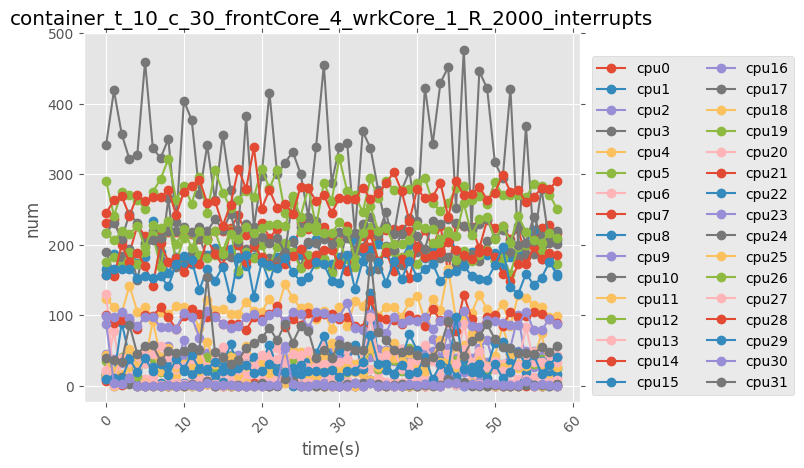 container_t_10_c_30_frontCore_4_wrkCore_1_R_2000_interrupts
500
400
300
200
100
0
num
0
10
20
30
40
50
60
time(s)
cpu0
cpu1
cpu2
cpu3
cpu4
cpu5
cpu6
cpu7
cpu8
cpu9
cpu10
cpu11
cpu12
cpu13
cpu14
cpu15
cpu16
cpu17
cpu18
cpu19
cpu20
cpu21
cpu22
cpu23
cpu24
cpu25
cpu26
cpu27
cpu28
cpu29
cpu30
cpu31